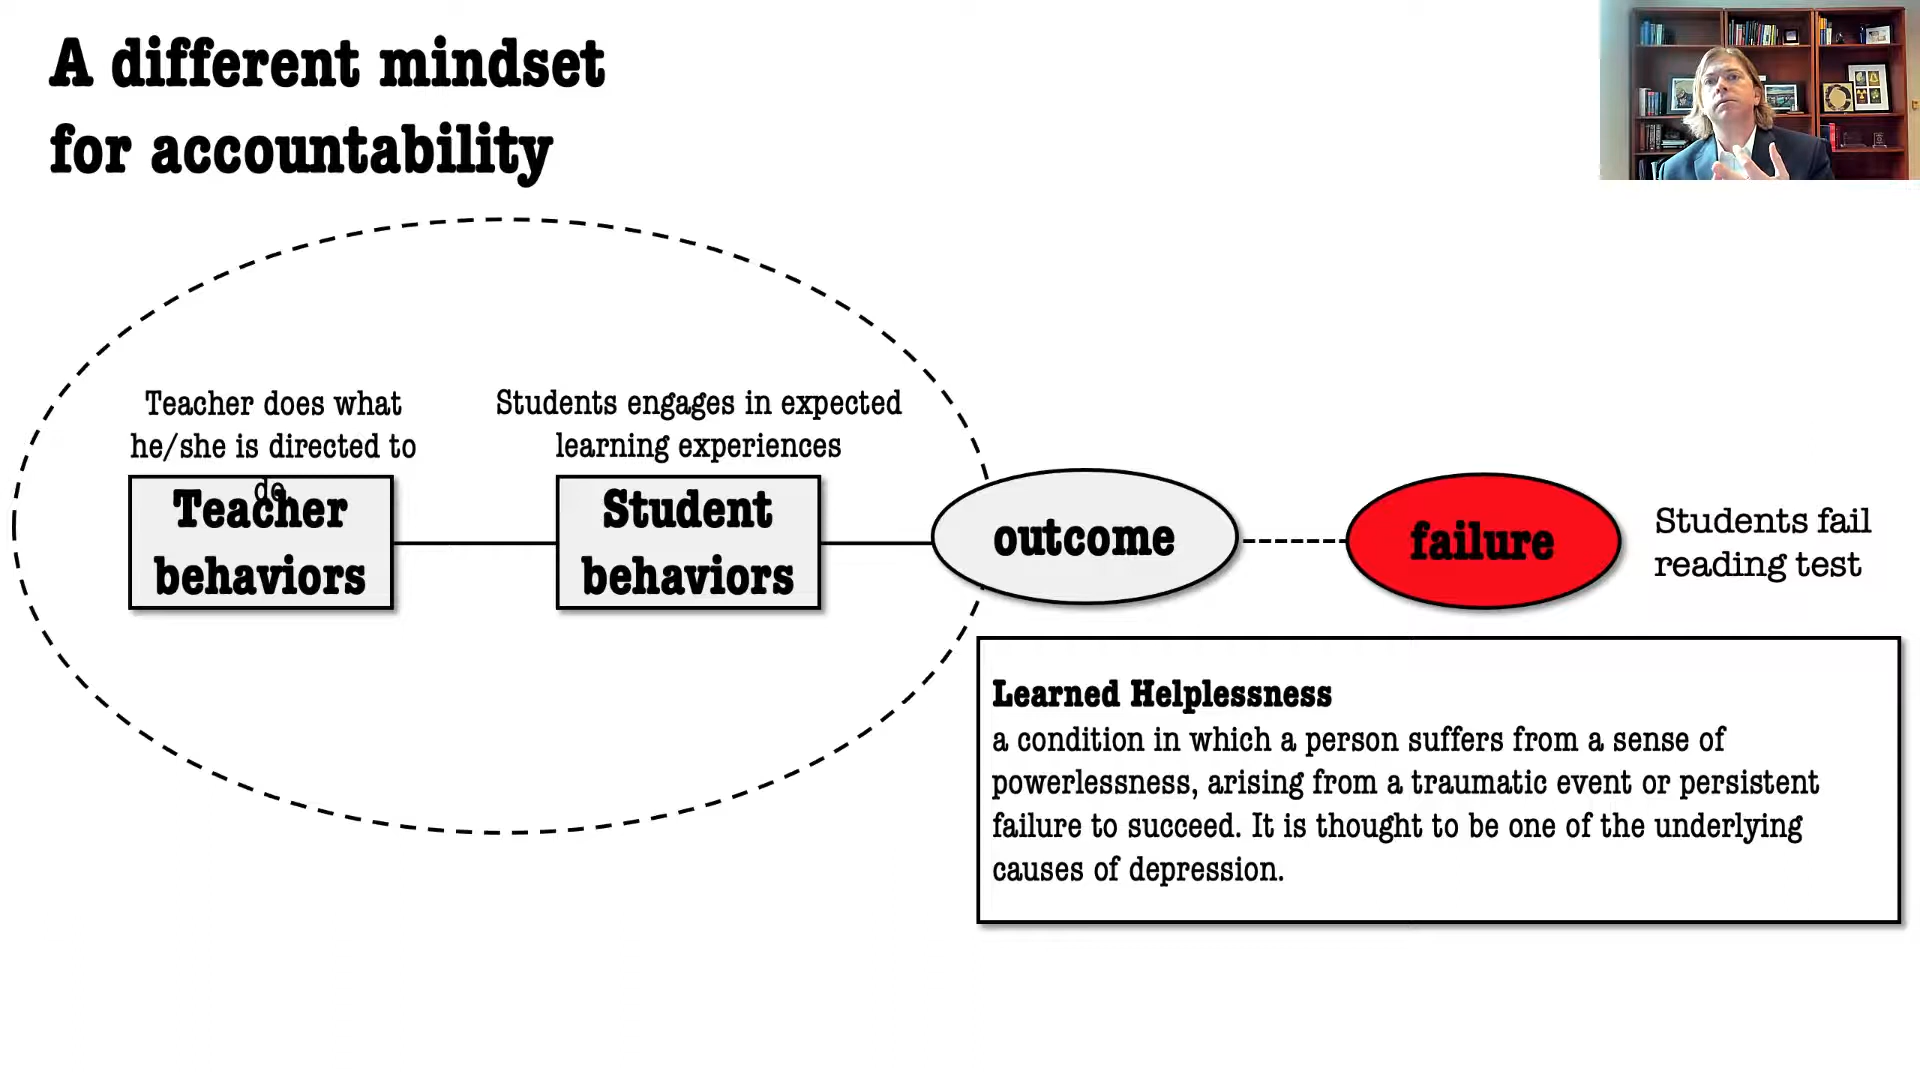 A different mindset
for accountability
Teacher does what
he/she is directed to
do
Students engages in expected
learning experiences
Teacher
behaviors
Student
behaviors
outcome
failure
Students fail
reading test
Learned Helplessness
a condition in which a person suffers from a sense of
powerlessness, arising from a traumatic event or persistent
failure to succeed. It is thought to be one of the underlying
causes of depression.